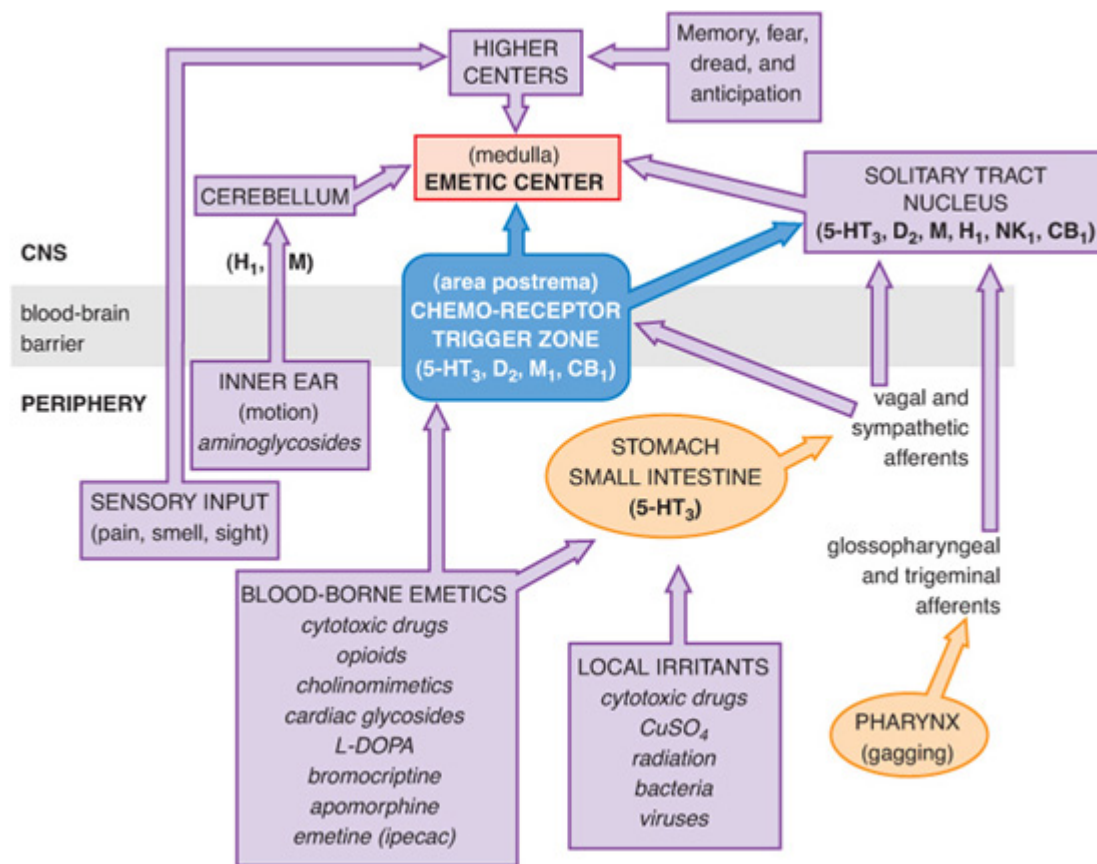 HIGHER
CENTERS
Memory, fear,
dread, and
anticipation
(medulla)
EMETIC CENTER
CEREBELLUM
SOLITARY TRACT
NUCLEUS
(5-HT₃, D₂, M, H₁, NK₁, CB₁)
CNS
(H₁, M)
blood-brain
barrier
(area postrema)
CHEMO-RECEPTOR
TRIGGER ZONE
(5-HT₃, D₂, M₁, CB₁)
PERIPHERY
INNER EAR
(motion)
aminoglycosides
vagal and
sympathetic
afferents
STOMACH
SMALL INTESTINE
(5-HT₃)
SENSORY INPUT
(pain, smell, sight)
glossopharyngeal
and trigeminal
afferents
BLOOD-BORNE EMETICS
cytotoxic drugs
opioids
cholinomimetics
cardiac glycosides
L-DOPA
bromocriptine
apomorphine
emetine (ipecac)
LOCAL IRRITANTS
cytotoxic drugs
CuSO₄
radiation
bacteria
viruses
PHARYNX
(gagging)